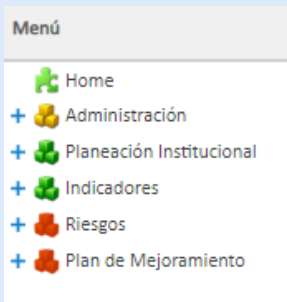 Menú
Home
Administración
Planeación Institucional
Indicadores
Riesgos
Plan de Mejoramiento